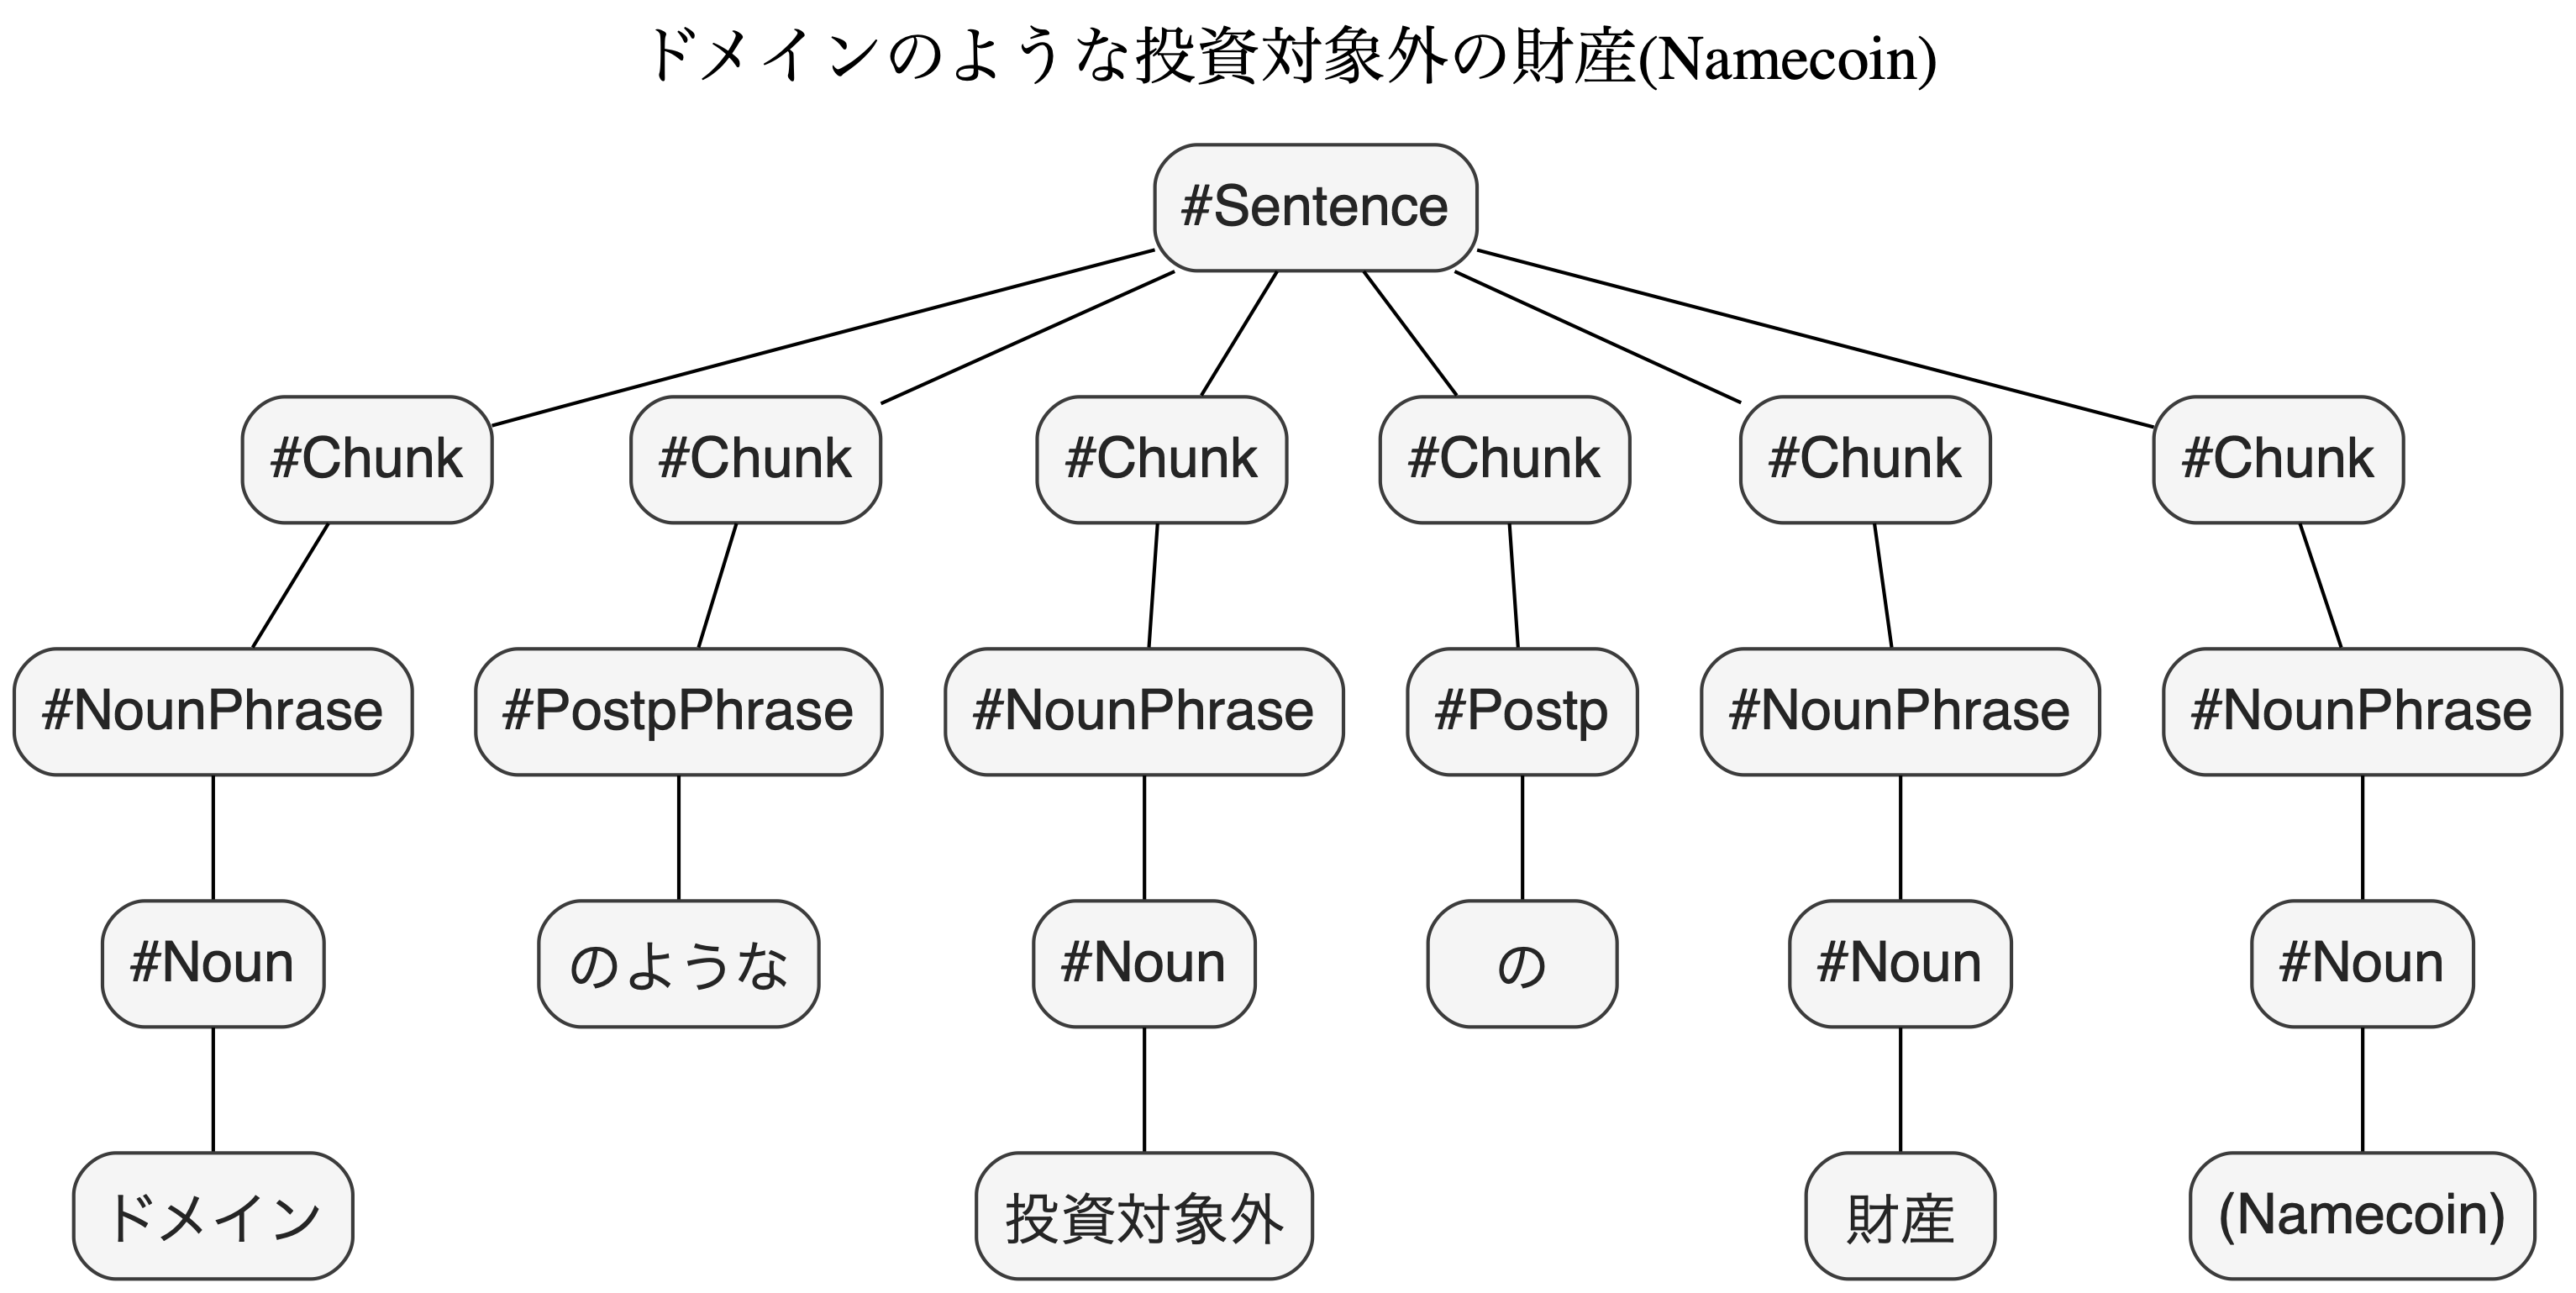 ドメインのような投資対象外の財産(Namecoin)
#Sentence
#Chunk #Chunk #Chunk #Chunk #Chunk #Chunk
#NounPhrase #PostpPhrase #NounPhrase #Postp #NounPhrase #NounPhrase
#Noun のような #Noun の #Noun #Noun
ドメイン 投資対象外 財産 (Namecoin)